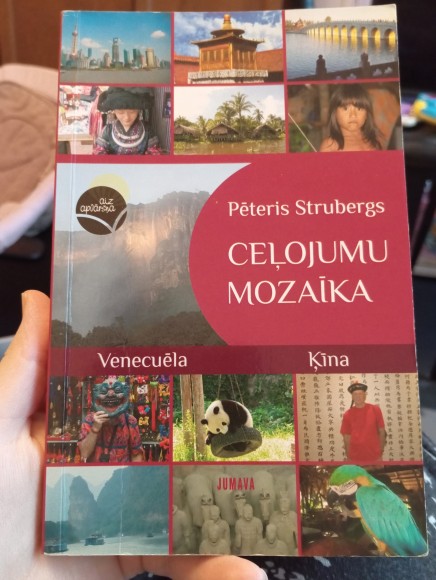 aiz
apvāršņa
Pēteris Strubergs
CEĻOJUMU
MOZAĪKA
Venecuēla Ķīna
JUMAVA